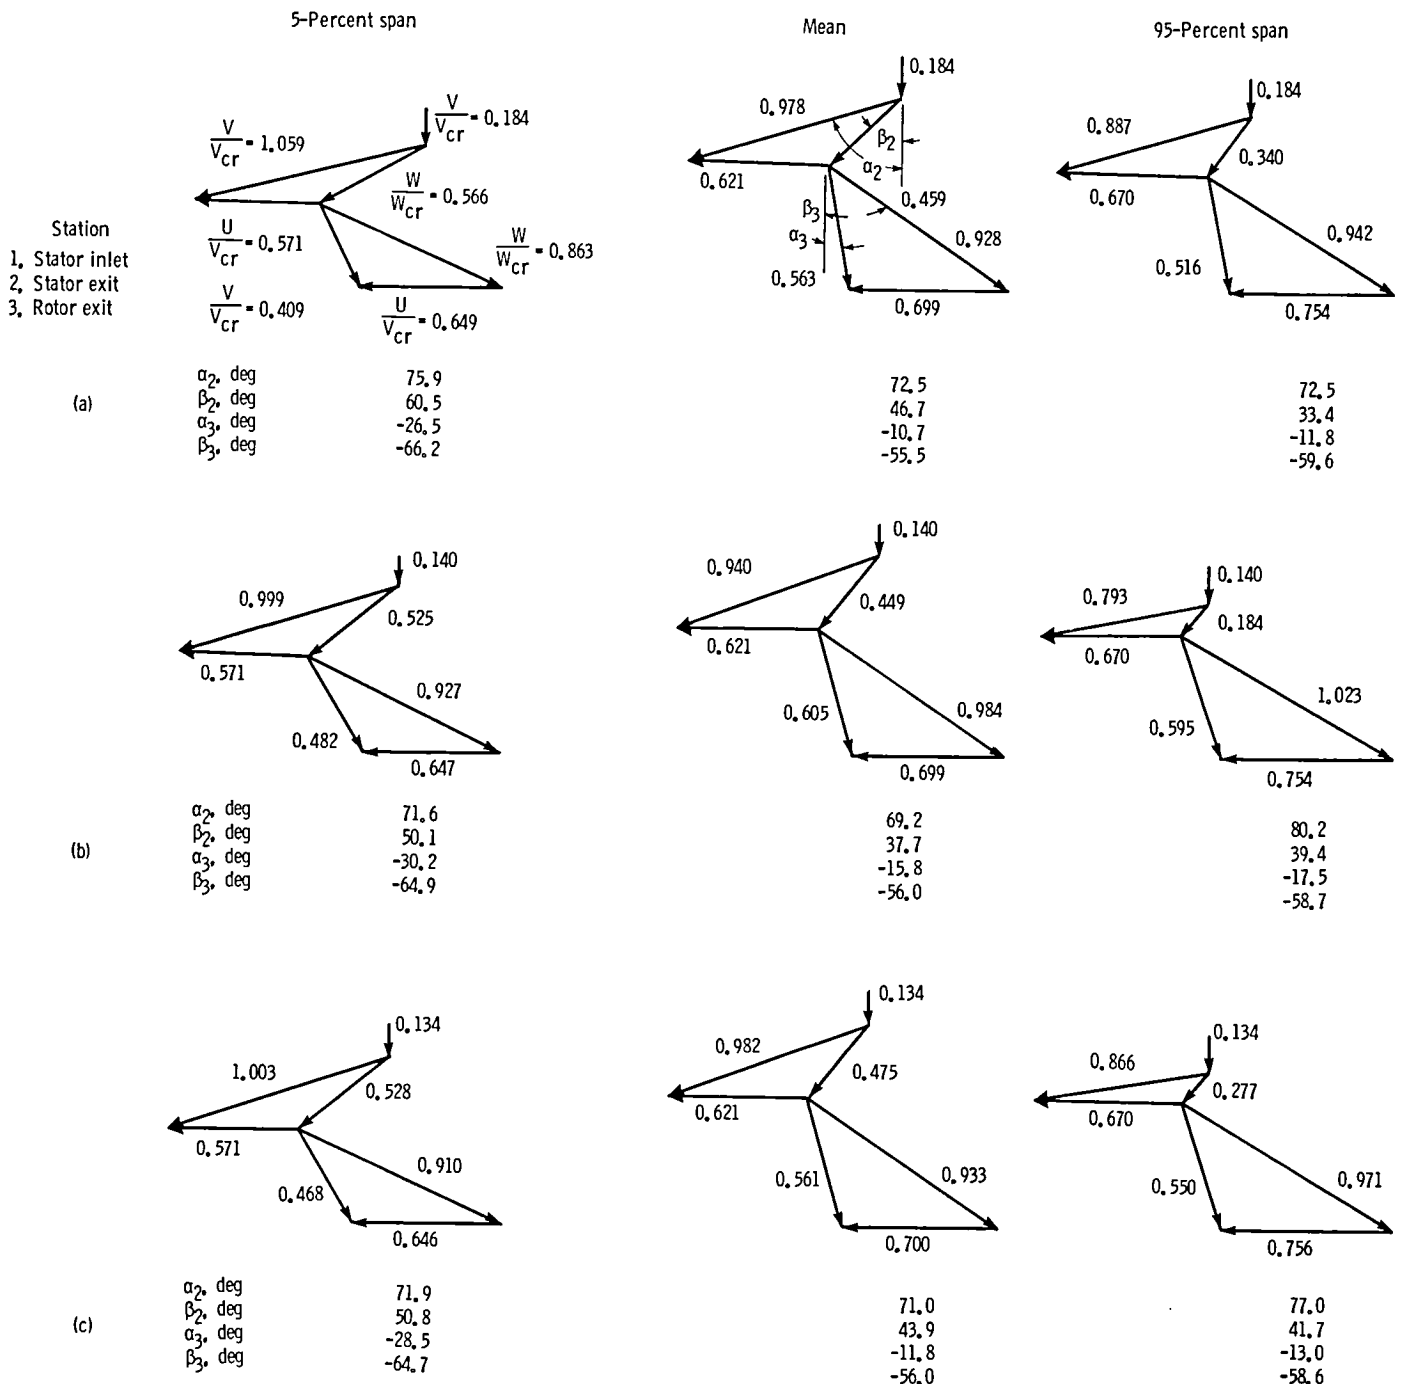 5-Percent span
Mean
95-Percent span
V/V_cr = 1.059
V/V_cr = 0.184
W/W_cr = 0.566
U/V_cr = 0.571
W/W_cr = 0.863
V/V_cr = 0.409
U/V_cr = 0.649
Station
1. Stator inlet
2. Stator exit
3. Rotor exit
0.184
0.978
β2
α2
0.621
0.459
β3
α3
0.928
0.563
0.699
0.184
0.887
0.340
0.670
0.942
0.516
0.754
(a)
α2, deg 75.9 72.5 72.5
β2, deg 60.5 46.7 33.4
α3, deg -26.5 -10.7 -11.8
β3, deg -66.2 -55.5 -59.6
0.140
0.999
0.525
0.571
0.927
0.482
0.647
0.140
0.940
0.449
0.621
0.605
0.984
0.699
0.140
0.793
0.184
0.670
1.023
0.595
0.754
(b)
α2, deg 71.6 69.2 80.2
β2, deg 50.1 37.7 39.4
α3, deg -30.2 -15.8 -17.5
β3, deg -64.9 -56.0 -58.7
0.134
1.003
0.528
0.571
0.910
0.468
0.646
0.134
0.982
0.475
0.621
0.561
0.933
0.700
0.134
0.866
0.277
0.670
0.971
0.550
0.756
(c)
α2, deg 71.9 71.0 77.0
β2, deg 50.8 43.9 41.7
α3, deg -28.5 -11.8 -13.0
β3, deg -64.7 -56.0 -58.6